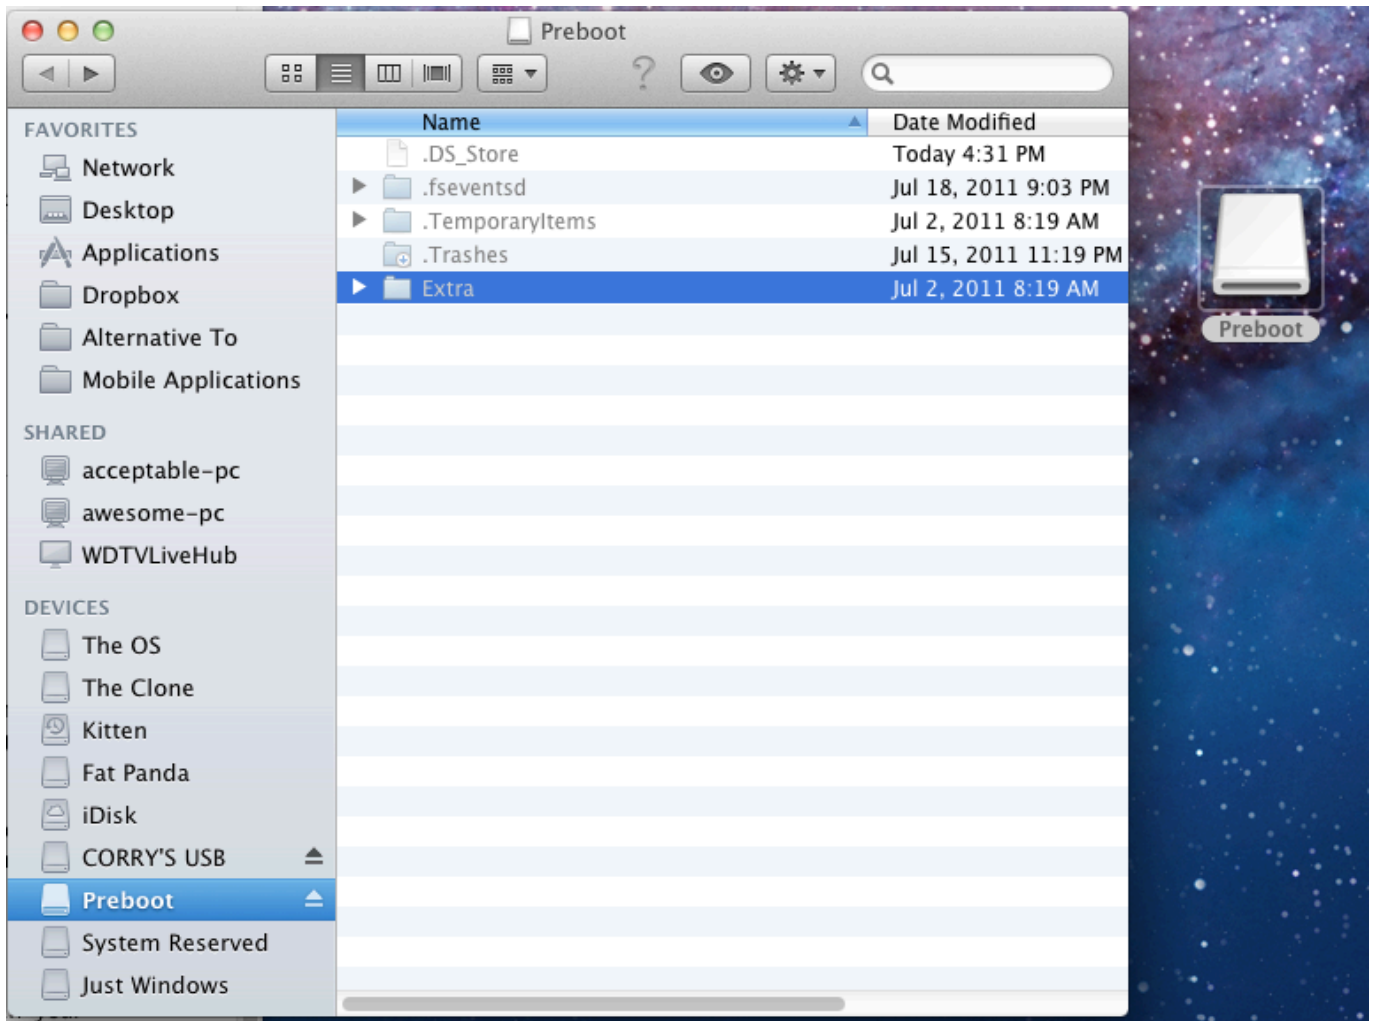 Preboot
FAVORITES
Network
Desktop
Applications
Dropbox
Alternative To
Mobile Applications
SHARED
acceptable-pc
awesome-pc
WDTVLiveHub
DEVICES
The OS
The Clone
Kitten
Fat Panda
iDisk
CORRY'S USB
Preboot
System Reserved
Just Windows
Name Date Modified
.DS_Store Today 4:31 PM
.fseventsd Jul 18, 2011 9:03 PM
.TemporaryItems Jul 2, 2011 8:19 AM
.Trashes Jul 15, 2011 11:19 PM
Extra Jul 2, 2011 8:19 AM
Preboot